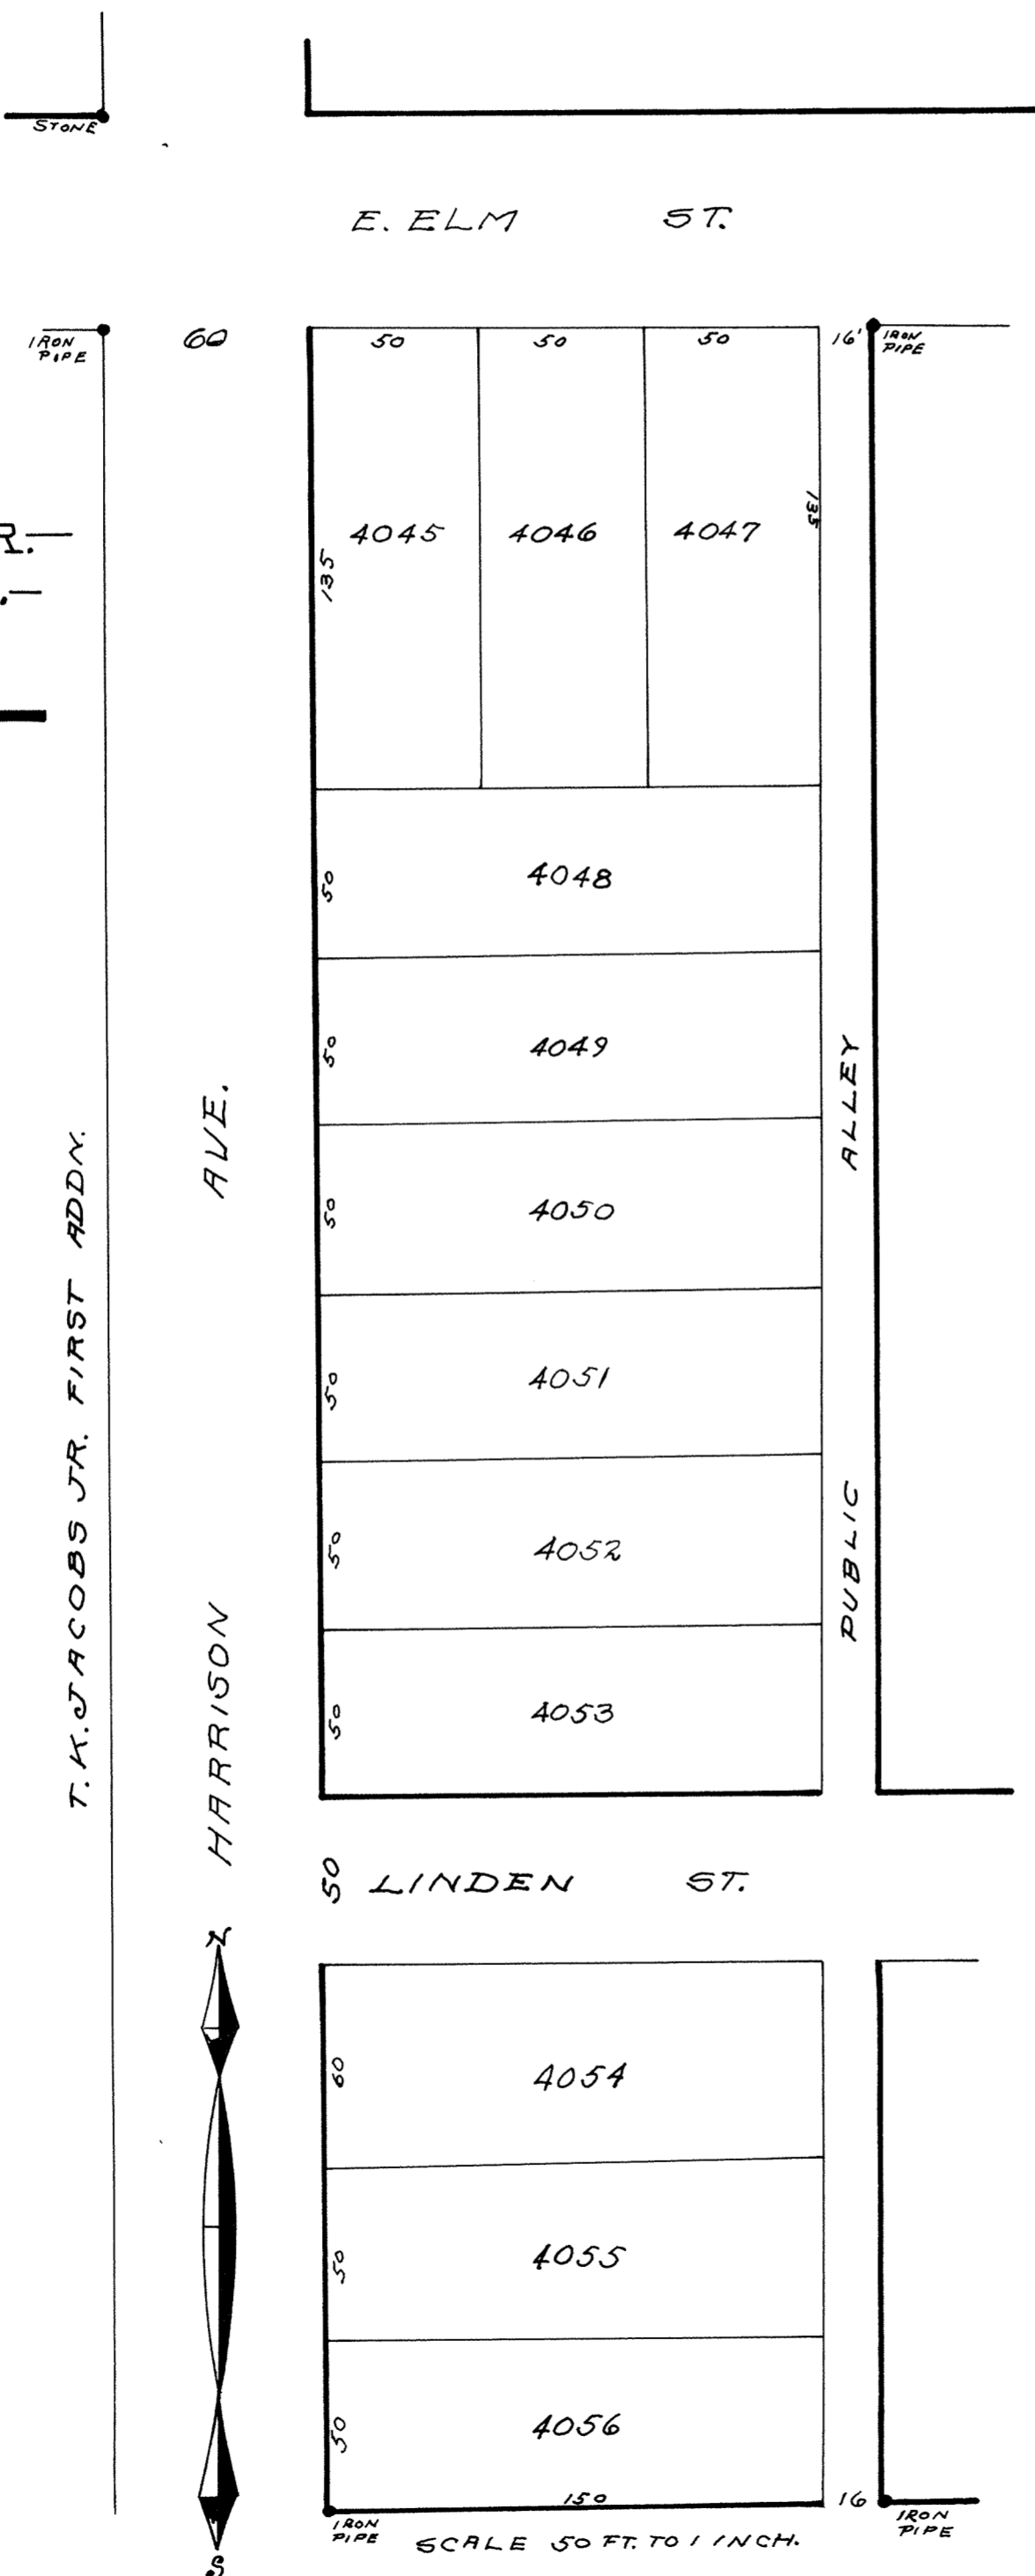 STONE
E. ELM ST.
IRON
PIPE
60
50
50
50
16'
IRON
PIPE
R.—
.—
4045
4046
4047
135
135
4048
50
4049
50
4050
50
4051
50
4052
50
4053
50
T.K. JACOBS JR. FIRST ADDN.
HARRISON AVE.
PUBLIC ALLEY
50
LINDEN ST.
N
4054
60
4055
50
4056
50
150
16
S
IRON
PIPE
SCALE 50 FT. TO 1 INCH.
IRON
PIPE